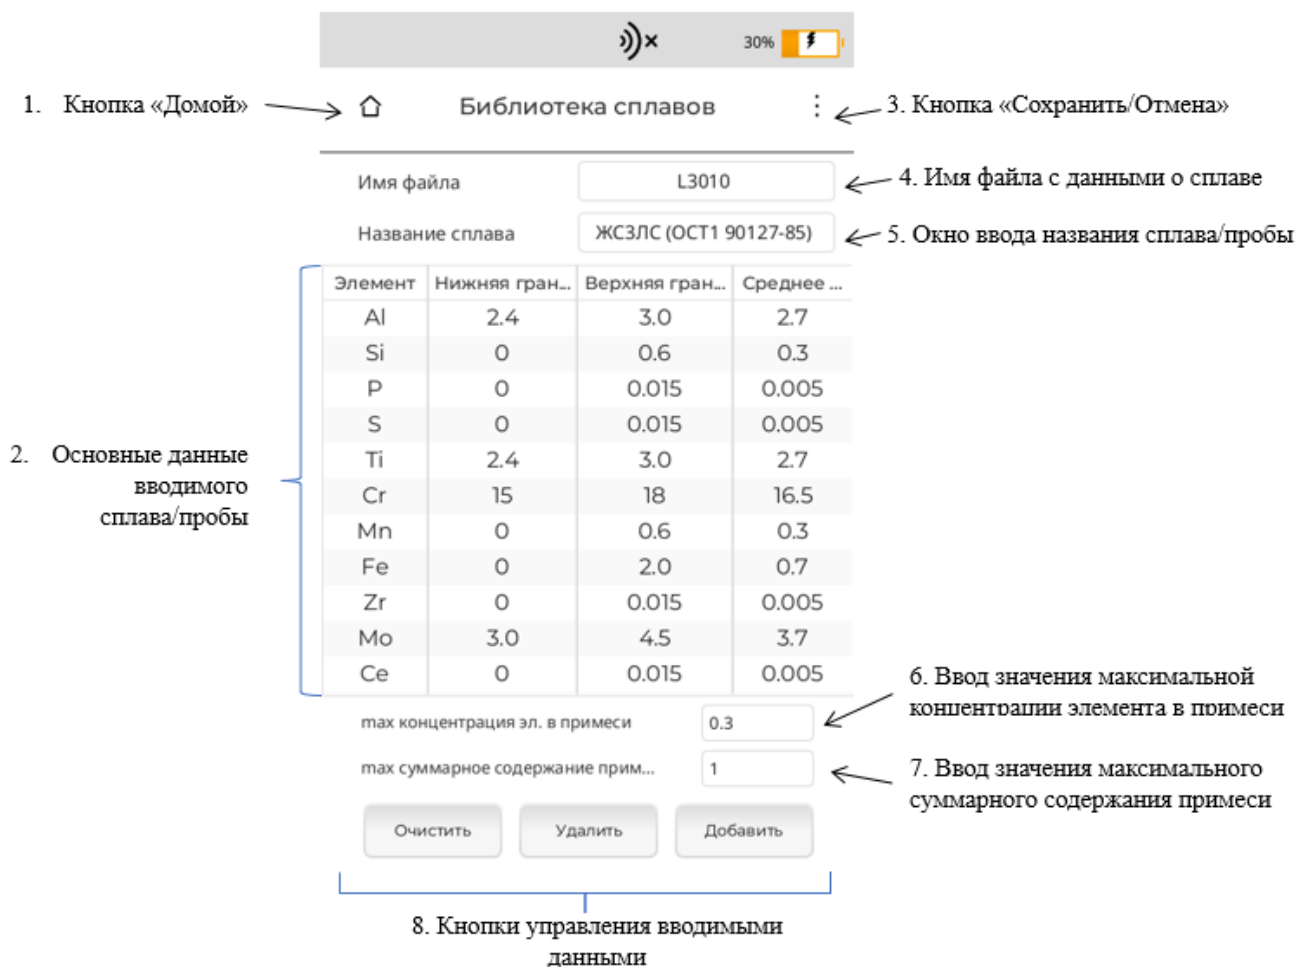 30%
1. Кнопка «Домой»
Библиотека сплавов
3. Кнопка «Сохранить/Отмена»
Имя файла
L3010
4. Имя файла с данными о сплаве
Название сплава
ЖС3ЛС (ОСТ1 90127-85)
5. Окно ввода названия сплава/пробы
Элемент Нижняя гран... Верхняя гран... Среднее ...
Al 2.4 3.0 2.7
Si 0 0.6 0.3
P 0 0.015 0.005
S 0 0.015 0.005
Ti 2.4 3.0 2.7
Cr 15 18 16.5
Mn 0 0.6 0.3
Fe 0 2.0 0.7
Zr 0 0.015 0.005
Mo 3.0 4.5 3.7
Ce 0 0.015 0.005
2. Основные данные
вводимого
сплава/пробы
max концентрация эл. в примеси 0.3
6. Ввод значения максимальной
концентрации элемента в примеси
max суммарное содержание прим... 1
7. Ввод значения максимального
суммарного содержания примеси
Очистить Удалить Добавить
8. Кнопки управления вводимыми
данными